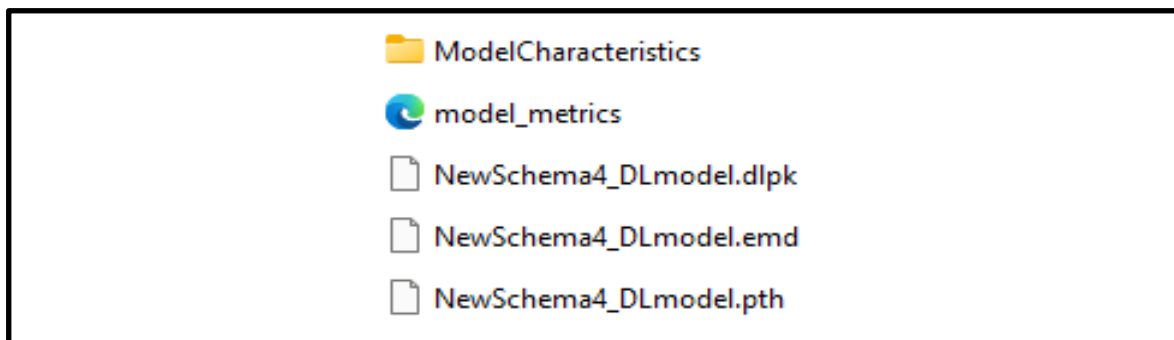 ModelCharacteristics
model_metrics
NewSchema4_DLmodel.dlpk
NewSchema4_DLmodel.emd
NewSchema4_DLmodel.pth